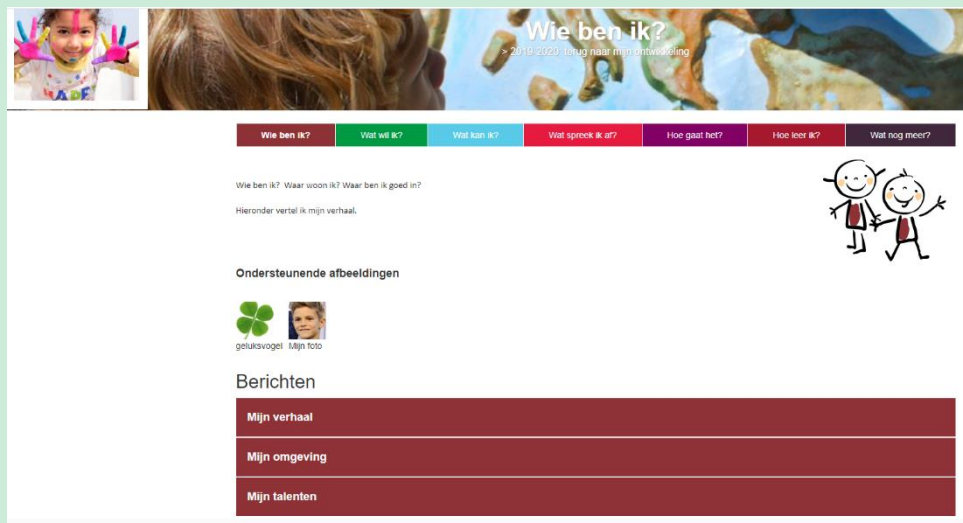 Wie ben ik?
> 2019-2020: terug naar mijn ontwikkeling
Wie ben ik?
Wat wil ik?
Wat kan ik?
Wat spreek ik af?
Hoe gaat het?
Hoe leer ik?
Wat nog meer?
Wie ben ik? Waar woon ik? Waar ben ik goed in?
Hieronder vertel ik mijn verhaal.
Ondersteunende afbeeldingen
geluksvogel Mijn foto
Berichten
Mijn verhaal
Mijn omgeving
Mijn talenten